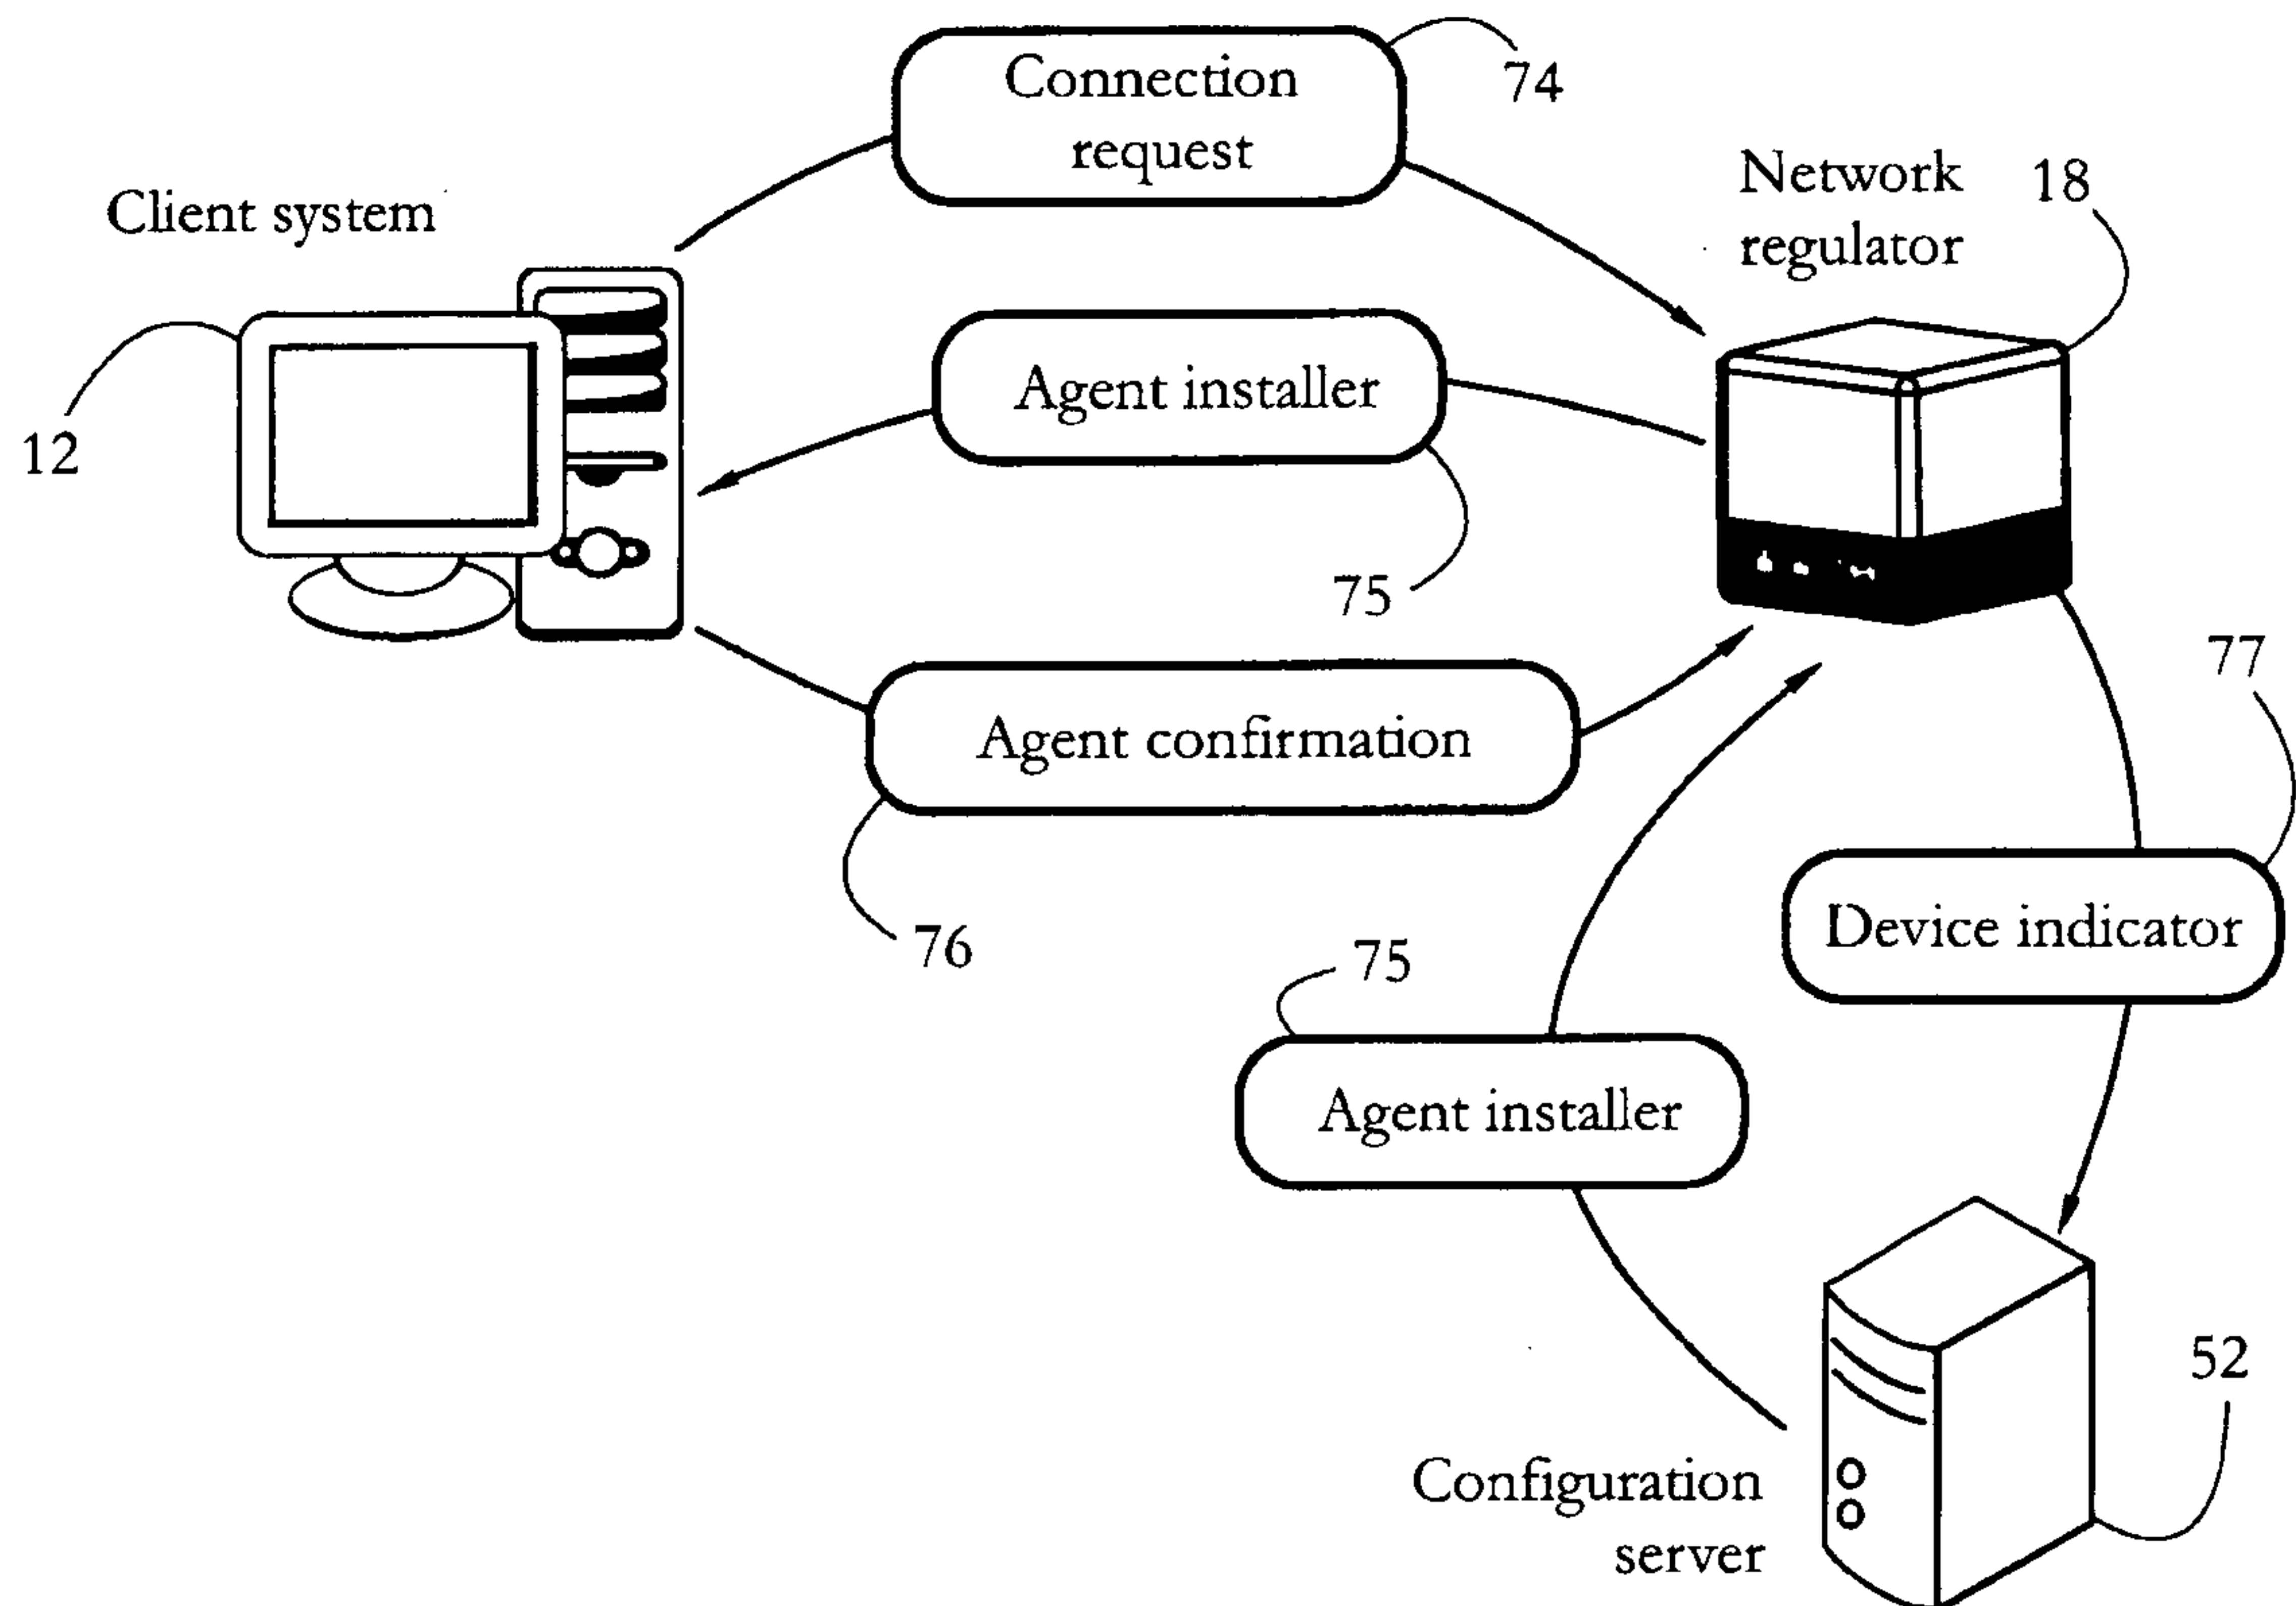 Connection
request
74
Client system
Network
regulator
18
12
Agent installer
75
Agent confirmation
76
77
Device indicator
75
Agent installer
52
Configuration
server